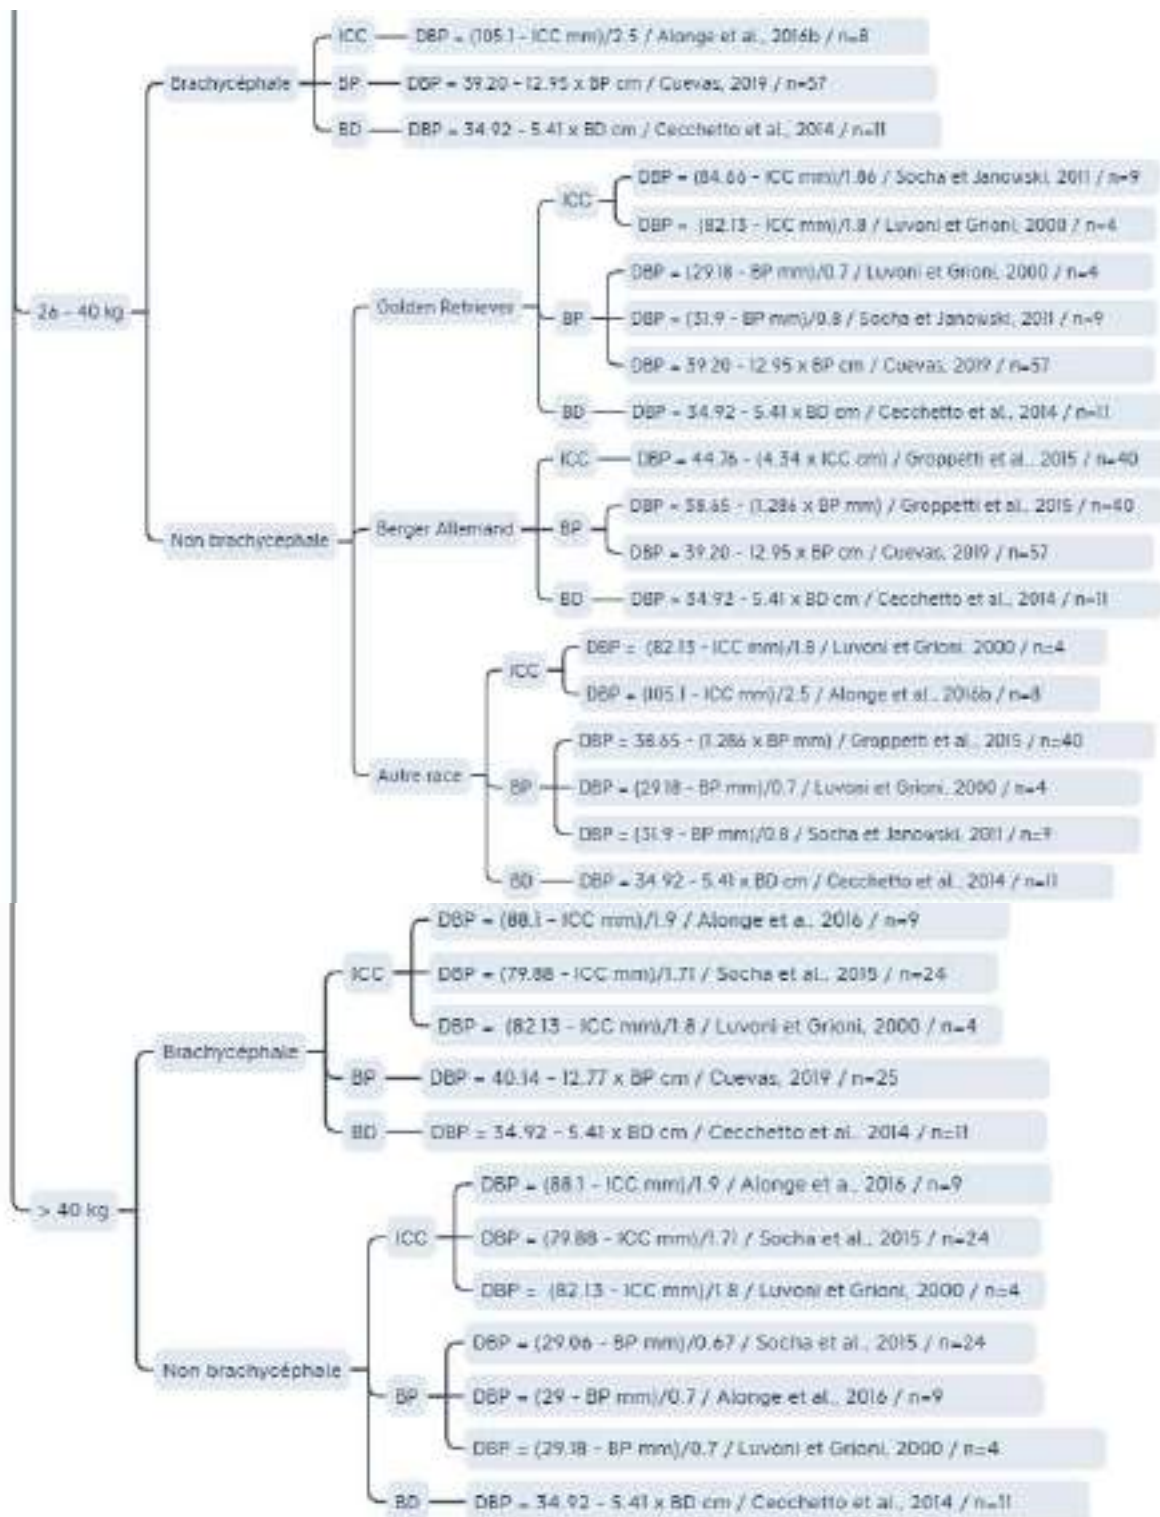 ICC
DBP = (105.1 - ICC mm)/2.5 / Alonge et al., 2016b / n=8
Brachycéphale
BP
DBP = 39.20 - 12.95 x BP cm / Cuevas, 2019 / n=57
BD
DBP = 34.92 - 5.41 x BD cm / Cecchetto et al., 2014 / n=11
26 - 40 kg
Non brachycéphale
Golden Retriever
ICC
DBP = (84.66 - ICC mm)/1.86 / Socha et Janowski, 2011 / n=9
DBP = (82.13 - ICC mm)/1.8 / Luvoni et Grioni, 2000 / n=4
BP
DBP = (29.18 - BP mm)/0.7 / Luvoni et Grioni, 2000 / n=4
DBP = (31.9 - BP mm)/0.8 / Socha et Janowski, 2011 / n=9
DBP = 39.20 - 12.95 x BP cm / Cuevas, 2019 / n=57
BD
DBP = 34.92 - 5.41 x BD cm / Cecchetto et al., 2014 / n=11
Berger Allemand
ICC
DBP = 44.76 - (4.34 x ICC cm) / Groppetti et al., 2015 / n=40
BP
DBP = 38.65 - (1.286 x BP mm) / Groppetti et al., 2015 / n=40
DBP = 39.20 - 12.95 x BP cm / Cuevas, 2019 / n=57
BD
DBP = 34.92 - 5.41 x BD cm / Cecchetto et al., 2014 / n=11
Autre race
ICC
DBP = (82.13 - ICC mm)/1.8 / Luvoni et Grioni, 2000 / n=4
DBP = (105.1 - ICC mm)/2.5 / Alonge et al., 2016b / n=8
BP
DBP = 38.65 - (1.286 x BP mm) / Groppetti et al., 2015 / n=40
DBP = (29.18 - BP mm)/0.7 / Luvoni et Grioni, 2000 / n=4
DBP = (31.9 - BP mm)/0.8 / Socha et Janowski, 2011 / n=9
BD
DBP = 34.92 - 5.41 x BD cm / Cecchetto et al., 2014 / n=11
> 40 kg
Brachycéphale
ICC
DBP = (88.1 - ICC mm)/1.9 / Alonge et a., 2016 / n=9
DBP = (79.88 - ICC mm)/1.71 / Socha et al., 2015 / n=24
DBP = (82.13 - ICC mm)/1.8 / Luvoni et Grioni, 2000 / n=4
BP
DBP = 40.14 - 12.77 x BP cm / Cuevas, 2019 / n=25
BD
DBP = 34.92 - 5.41 x BD cm / Cecchetto et al., 2014 / n=11
Non brachycéphale
ICC
DBP = (88.1 - ICC mm)/1.9 / Alonge et a., 2016 / n=9
DBP = (79.88 - ICC mm)/1.71 / Socha et al., 2015 / n=24
DBP = (82.13 - ICC mm)/1.8 / Luvoni et Grioni, 2000 / n=4
BP
DBP = (29.06 - BP mm)/0.67 / Socha et al., 2015 / n=24
DBP = (29 - BP mm)/0.7 / Alonge et al., 2016 / n=9
DBP = (29.18 - BP mm)/0.7 / Luvoni et Grioni, 2000 / n=4
BD
DBP = 34.92 - 5.41 x BD cm / Cecchetto et al., 2014 / n=11